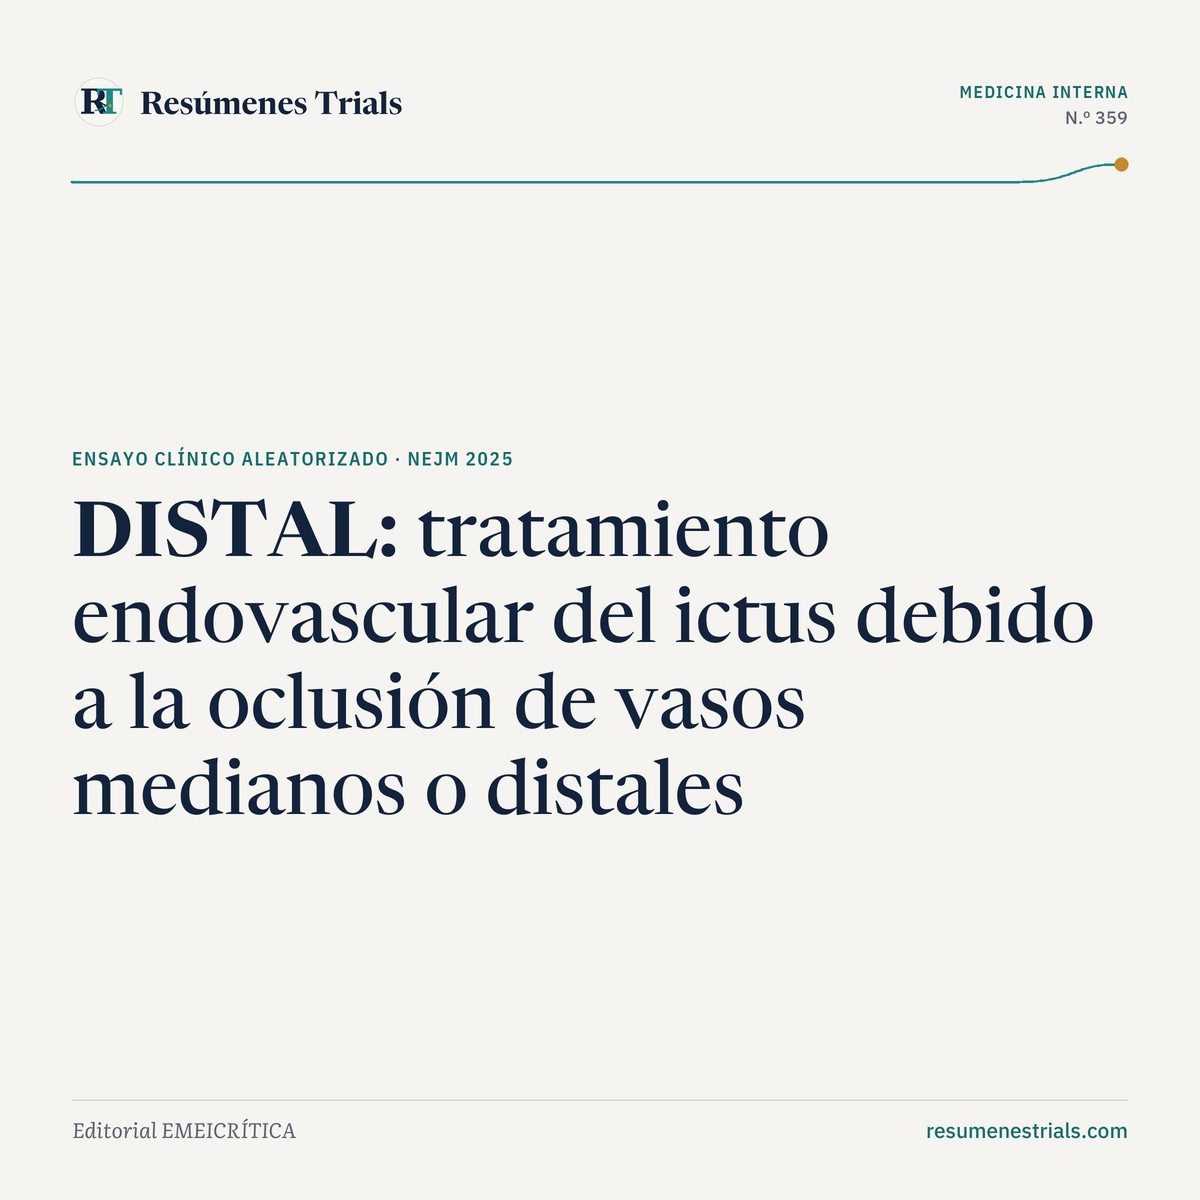 RT Resúmenes Trials
MEDICINA INTERNA
N.º 359
ENSAYO CLÍNICO ALEATORIZADO · NEJM 2025
DISTAL: tratamiento
endovascular del ictus debido
a la oclusión de vasos
medianos o distales
Editorial EMEICRÍTICA
resumenestrials.com